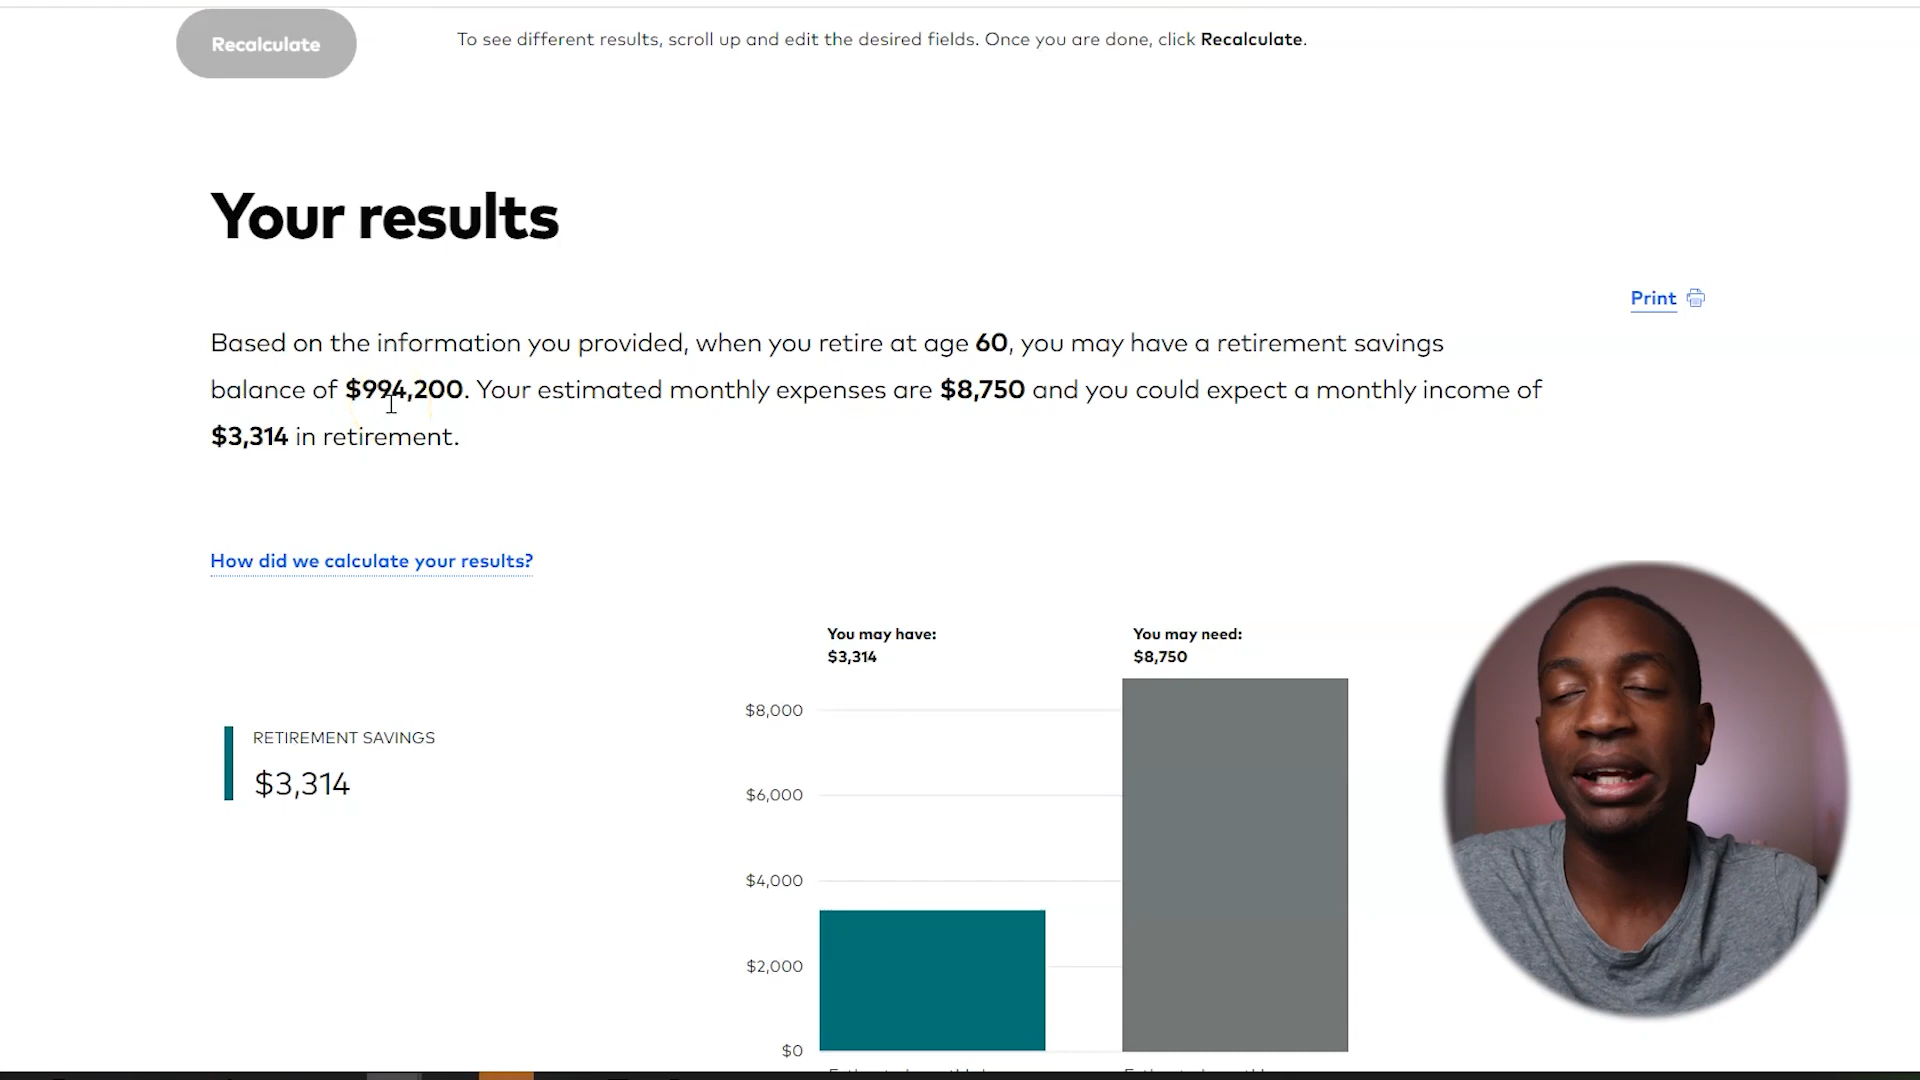 Recalculate
To see different results, scroll up and edit the desired fields. Once you are done, click Recalculate.
Your results
Print
Based on the information you provided, when you retire at age 60, you may have a retirement savings
balance of $994,200. Your estimated monthly expenses are $8,750 and you could expect a monthly income of
$3,314 in retirement.
How did we calculate your results?
You may have:
$3,314
You may need:
$8,750
RETIREMENT SAVINGS
$3,314
$8,000
$6,000
$4,000
$2,000
$0